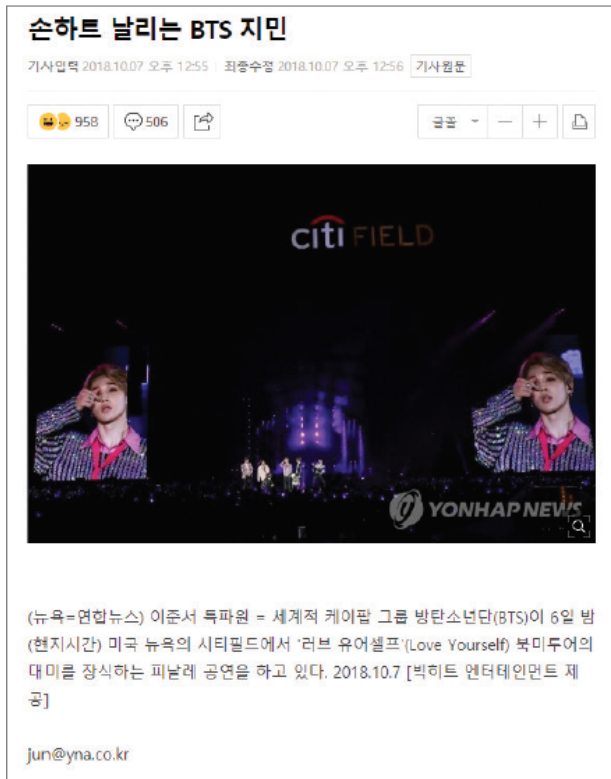 손하트 날리는 BTS 지민
기사입력 2018.10.07 오후 12:55 최종수정 2018.10.07 오후 12:56 기사원문
958 506 글꼴
citi FIELD
YONHAP NEWS
(뉴욕=연합뉴스) 이준서 특파원 = 세계적 케이팝 그룹 방탄소년단(BTS)이 6일 밤
(현지시간) 미국 뉴욕의 시티필드에서 '러브 유어셀프'(Love Yourself) 북미투어의
대미를 장식하는 피날레 공연을 하고 있다. 2018.10.7 [빅히트 엔터테인먼트 제
공]
jun@yna.co.kr